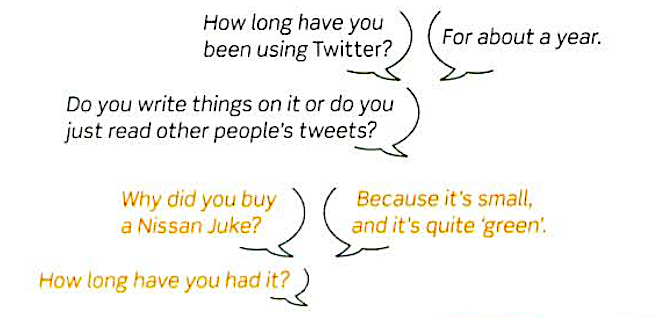 How long have you
been using Twitter?
For about a year.
Do you write things on it or do you
just read other people's tweets?
Why did you buy
a Nissan Juke?
Because it's small,
and it's quite 'green'.
How long have you had it?